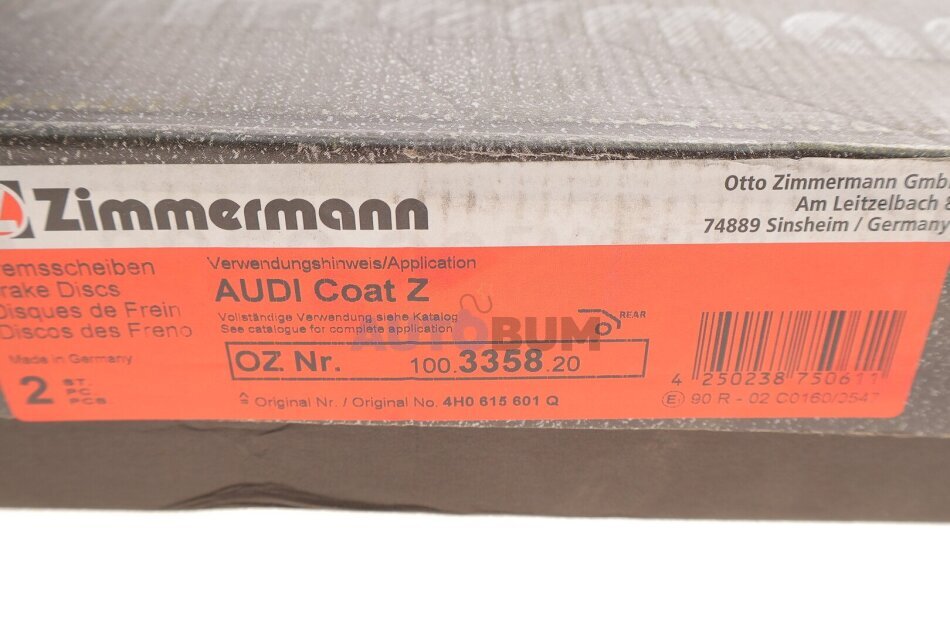 Zimmermann
Otto Zimmermann Gmb
Am Leitzelbach
74889 Sinsheim / Germany
emsscheiben
rake Discs
Disques de Frein
Discos des Freno
Made in Germany
2 ST.
PC.
PCS.
Verwendungshinweis/Application
AUDI Coat Z
Vollständige Verwendung siehe Katalog
See catalogue for complete application
AUTOBUM
REAR
OZ. Nr. 100.3358.20
Original Nr. / Original No. 4H0 615 601 Q
4 250238 750611
E1 90 R - 02 C0160/3547